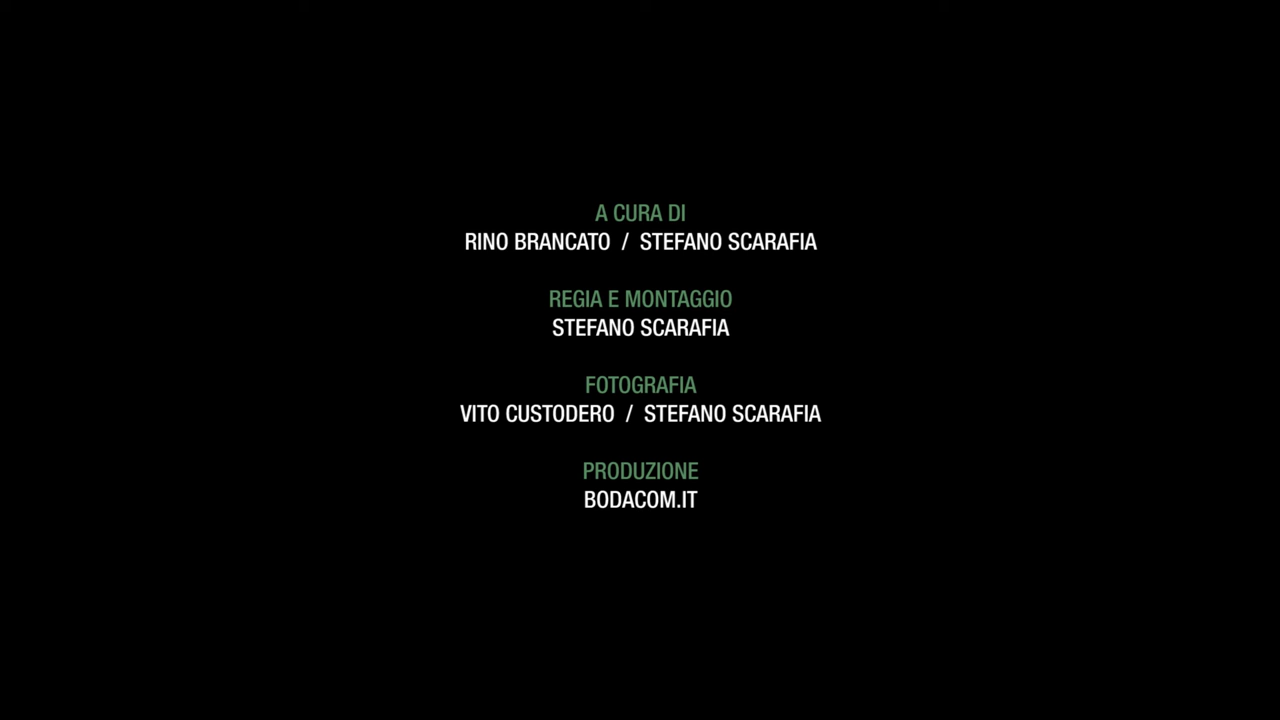 A CURA DI
RINO BRANCATO / STEFANO SCARAFIA
REGIA E MONTAGGIO
STEFANO SCARAFIA
FOTOGRAFIA
VITO CUSTODERO / STEFANO SCARAFIA
PRODUZIONE
BODACOM.IT